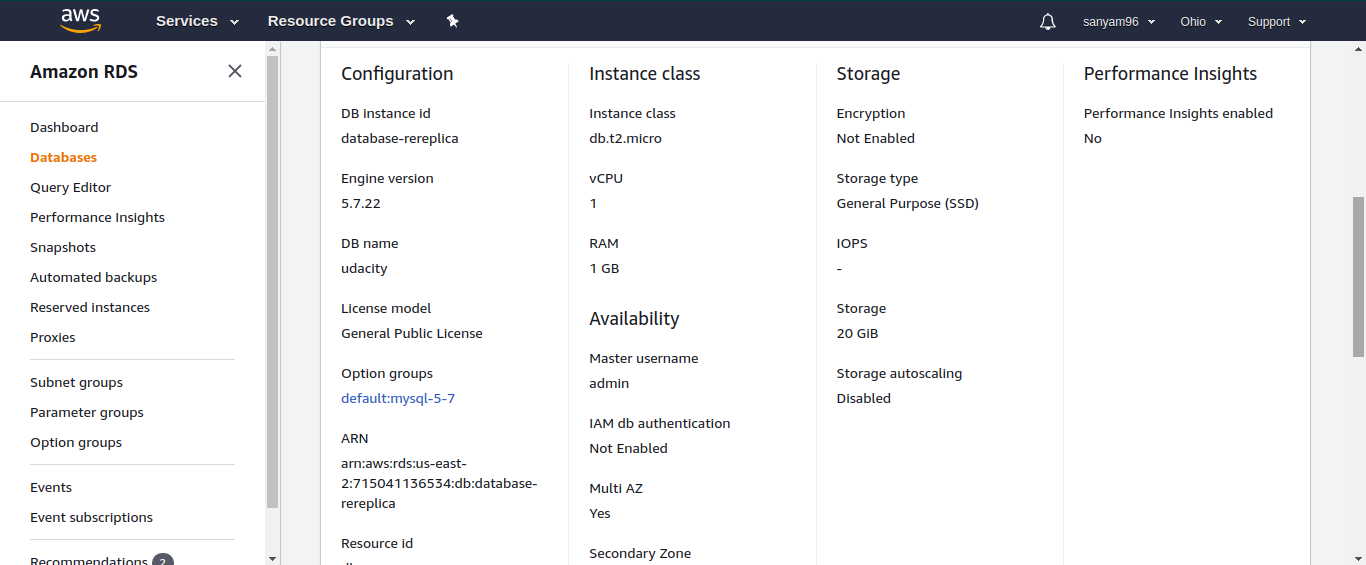 aws
Services
Resource Groups
sanyam96
Ohio
Support
Amazon RDS
Dashboard
Databases
Query Editor
Performance Insights
Snapshots
Automated backups
Reserved instances
Proxies
Subnet groups
Parameter groups
Option groups
Events
Event subscriptions
Recommendations 2
Configuration
DB instance id
database-rereplica
Engine version
5.7.22
DB name
udacity
License model
General Public License
Option groups
default:mysql-5-7
ARN
arn:aws:rds:us-east-
2:715041136534:db:database-
rereplica
Resource id
Instance class
Instance class
db.t2.micro
vCPU
1
RAM
1 GB
Availability
Master username
admin
IAM db authentication
Not Enabled
Multi AZ
Yes
Secondary Zone
Storage
Encryption
Not Enabled
Storage type
General Purpose (SSD)
IOPS
-
Storage
20 GiB
Storage autoscaling
Disabled
Performance Insights
Performance Insights enabled
No